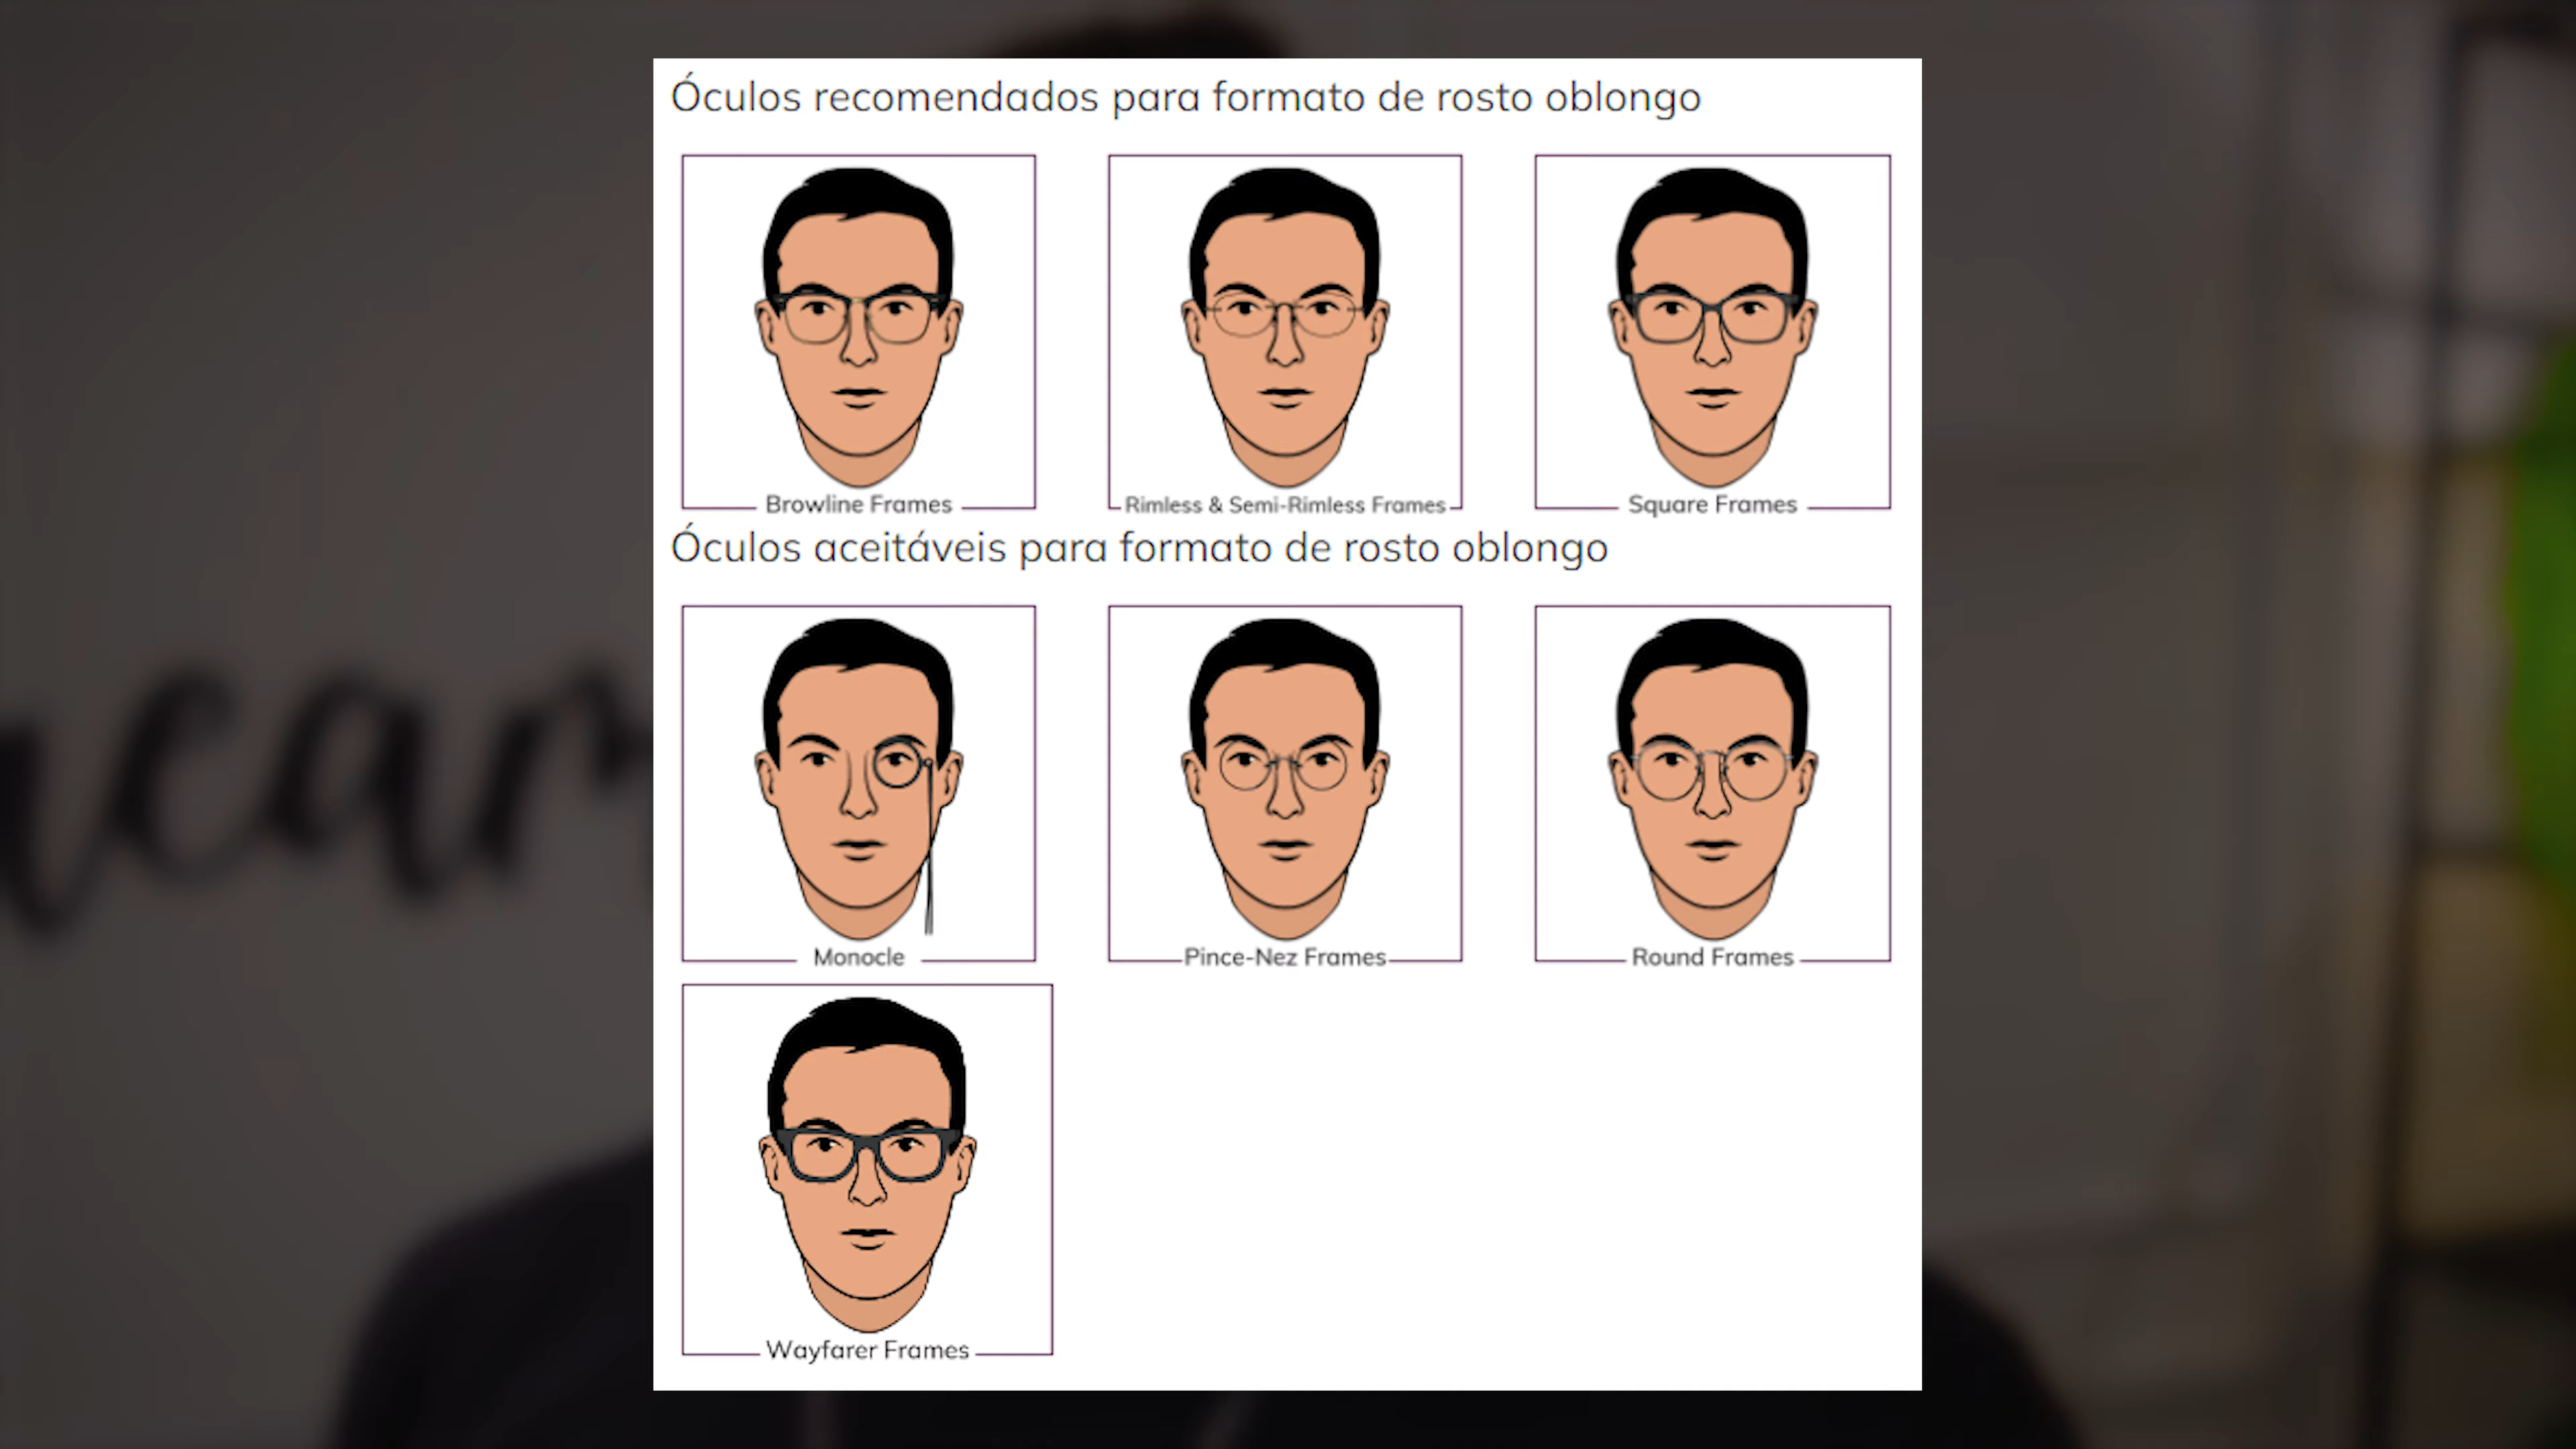 Óculos recomendados para formato de rosto oblongo
Browline Frames
Rimless & Semi-Rimless Frames
Square Frames
Óculos aceitáveis para formato de rosto oblongo
Monocle
Pince-Nez Frames
Round Frames
Wayfarer Frames